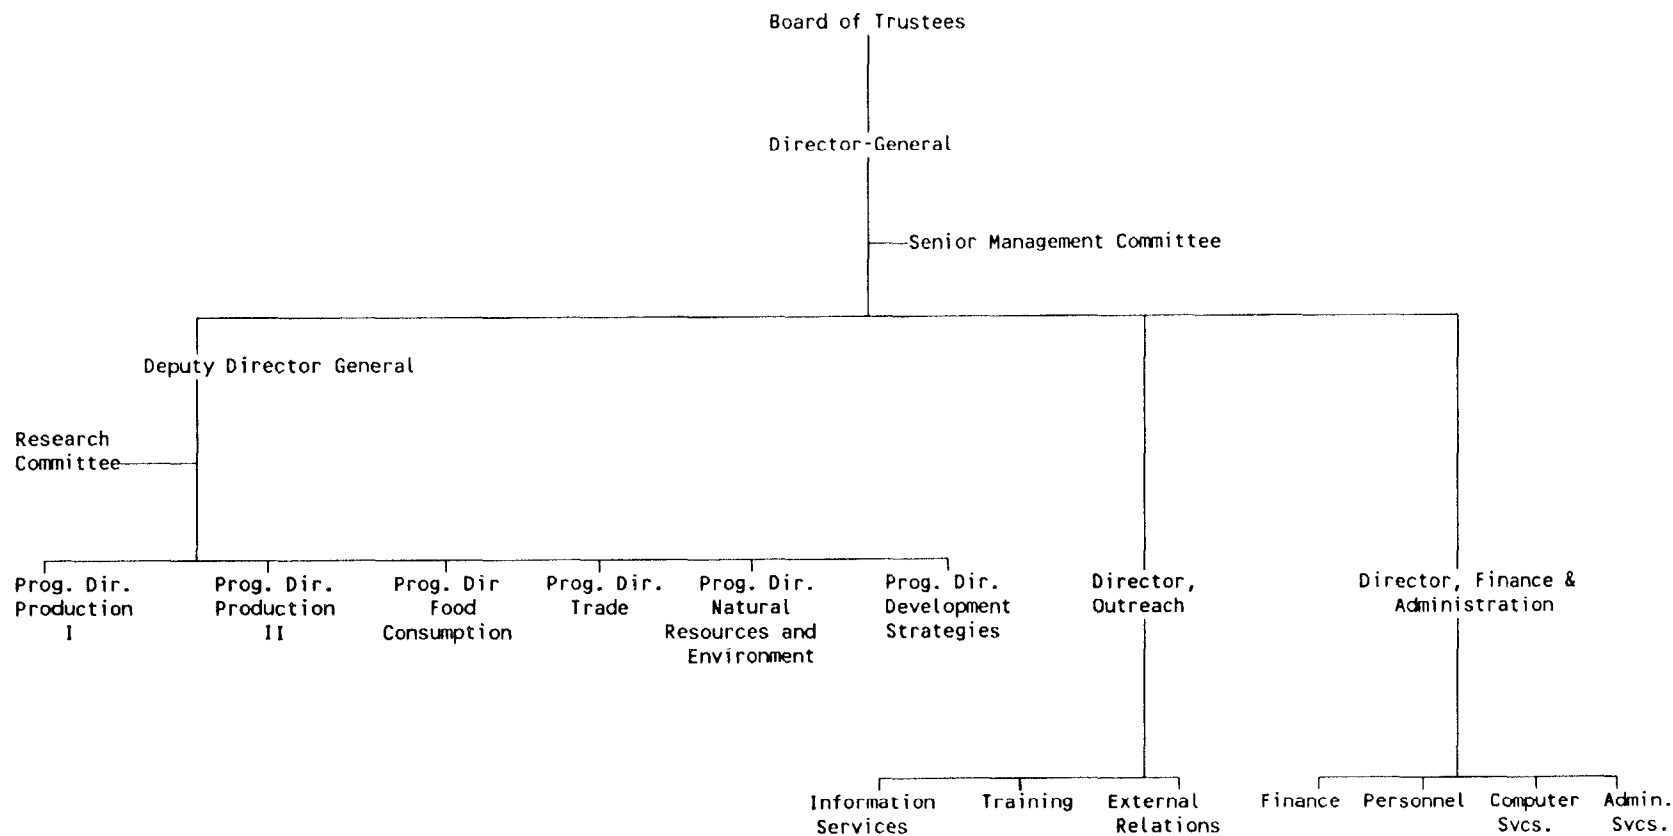 Board of Trustees
Director-General
Senior Management Committee
Deputy Director General
Research
Committee
Prog. Dir.
Production
I
Prog. Dir.
Production
II
Prog. Dir
Food
Consumption
Prog. Dir.
Trade
Prog. Dir.
Natural
Resources and
Environment
Prog. Dir.
Development
Strategies
Director,
Outreach
Director, Finance &
Administration
Information
Services
Training
External
Relations
Finance
Personnel
Computer
Svcs.
Admin.
Svcs.